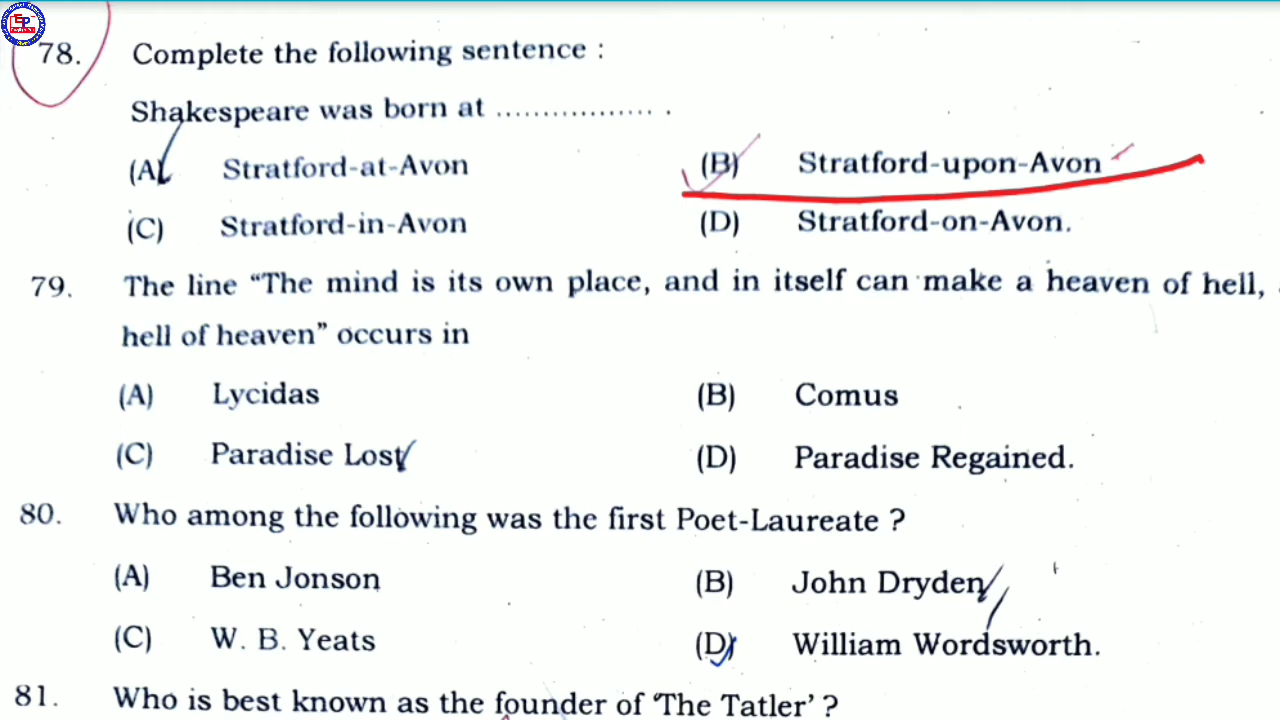 78. Complete the following sentence :
Shakespeare was born at ................. .
(A) Stratford-at-Avon (B) Stratford-upon-Avon
(C) Stratford-in-Avon (D) Stratford-on-Avon.
79. The line “The mind is its own place, and in itself can make a heaven of hell,
hell of heaven” occurs in
(A) Lycidas (B) Comus
(C) Paradise Lost (D) Paradise Regained.
80. Who among the following was the first Poet-Laureate ?
(A) Ben Jonson (B) John Dryden
(C) W. B. Yeats (D) William Wordsworth.
81. Who is best known as the founder of ‘The Tatler’ ?